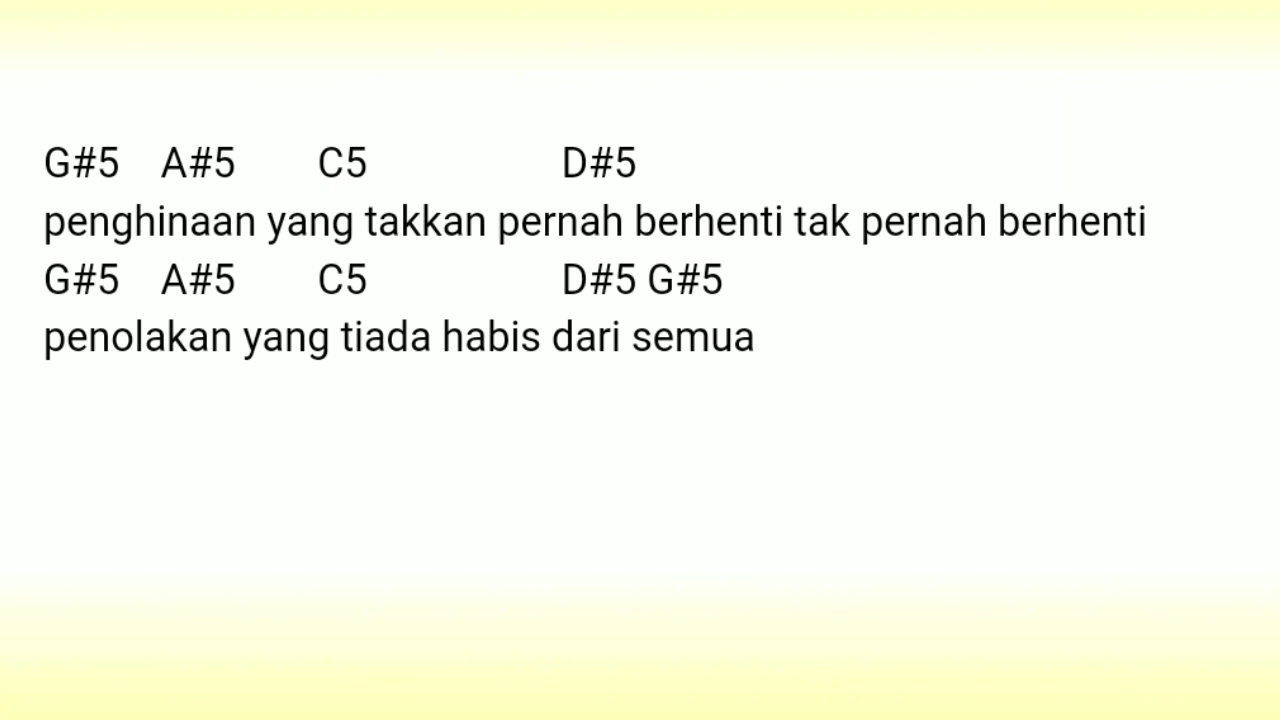 G#5 A#5 C5 D#5
penghinaan yang takkan pernah berhenti tak pernah berhenti
G#5 A#5 C5 D#5 G#5
penolakan yang tiada habis dari semua